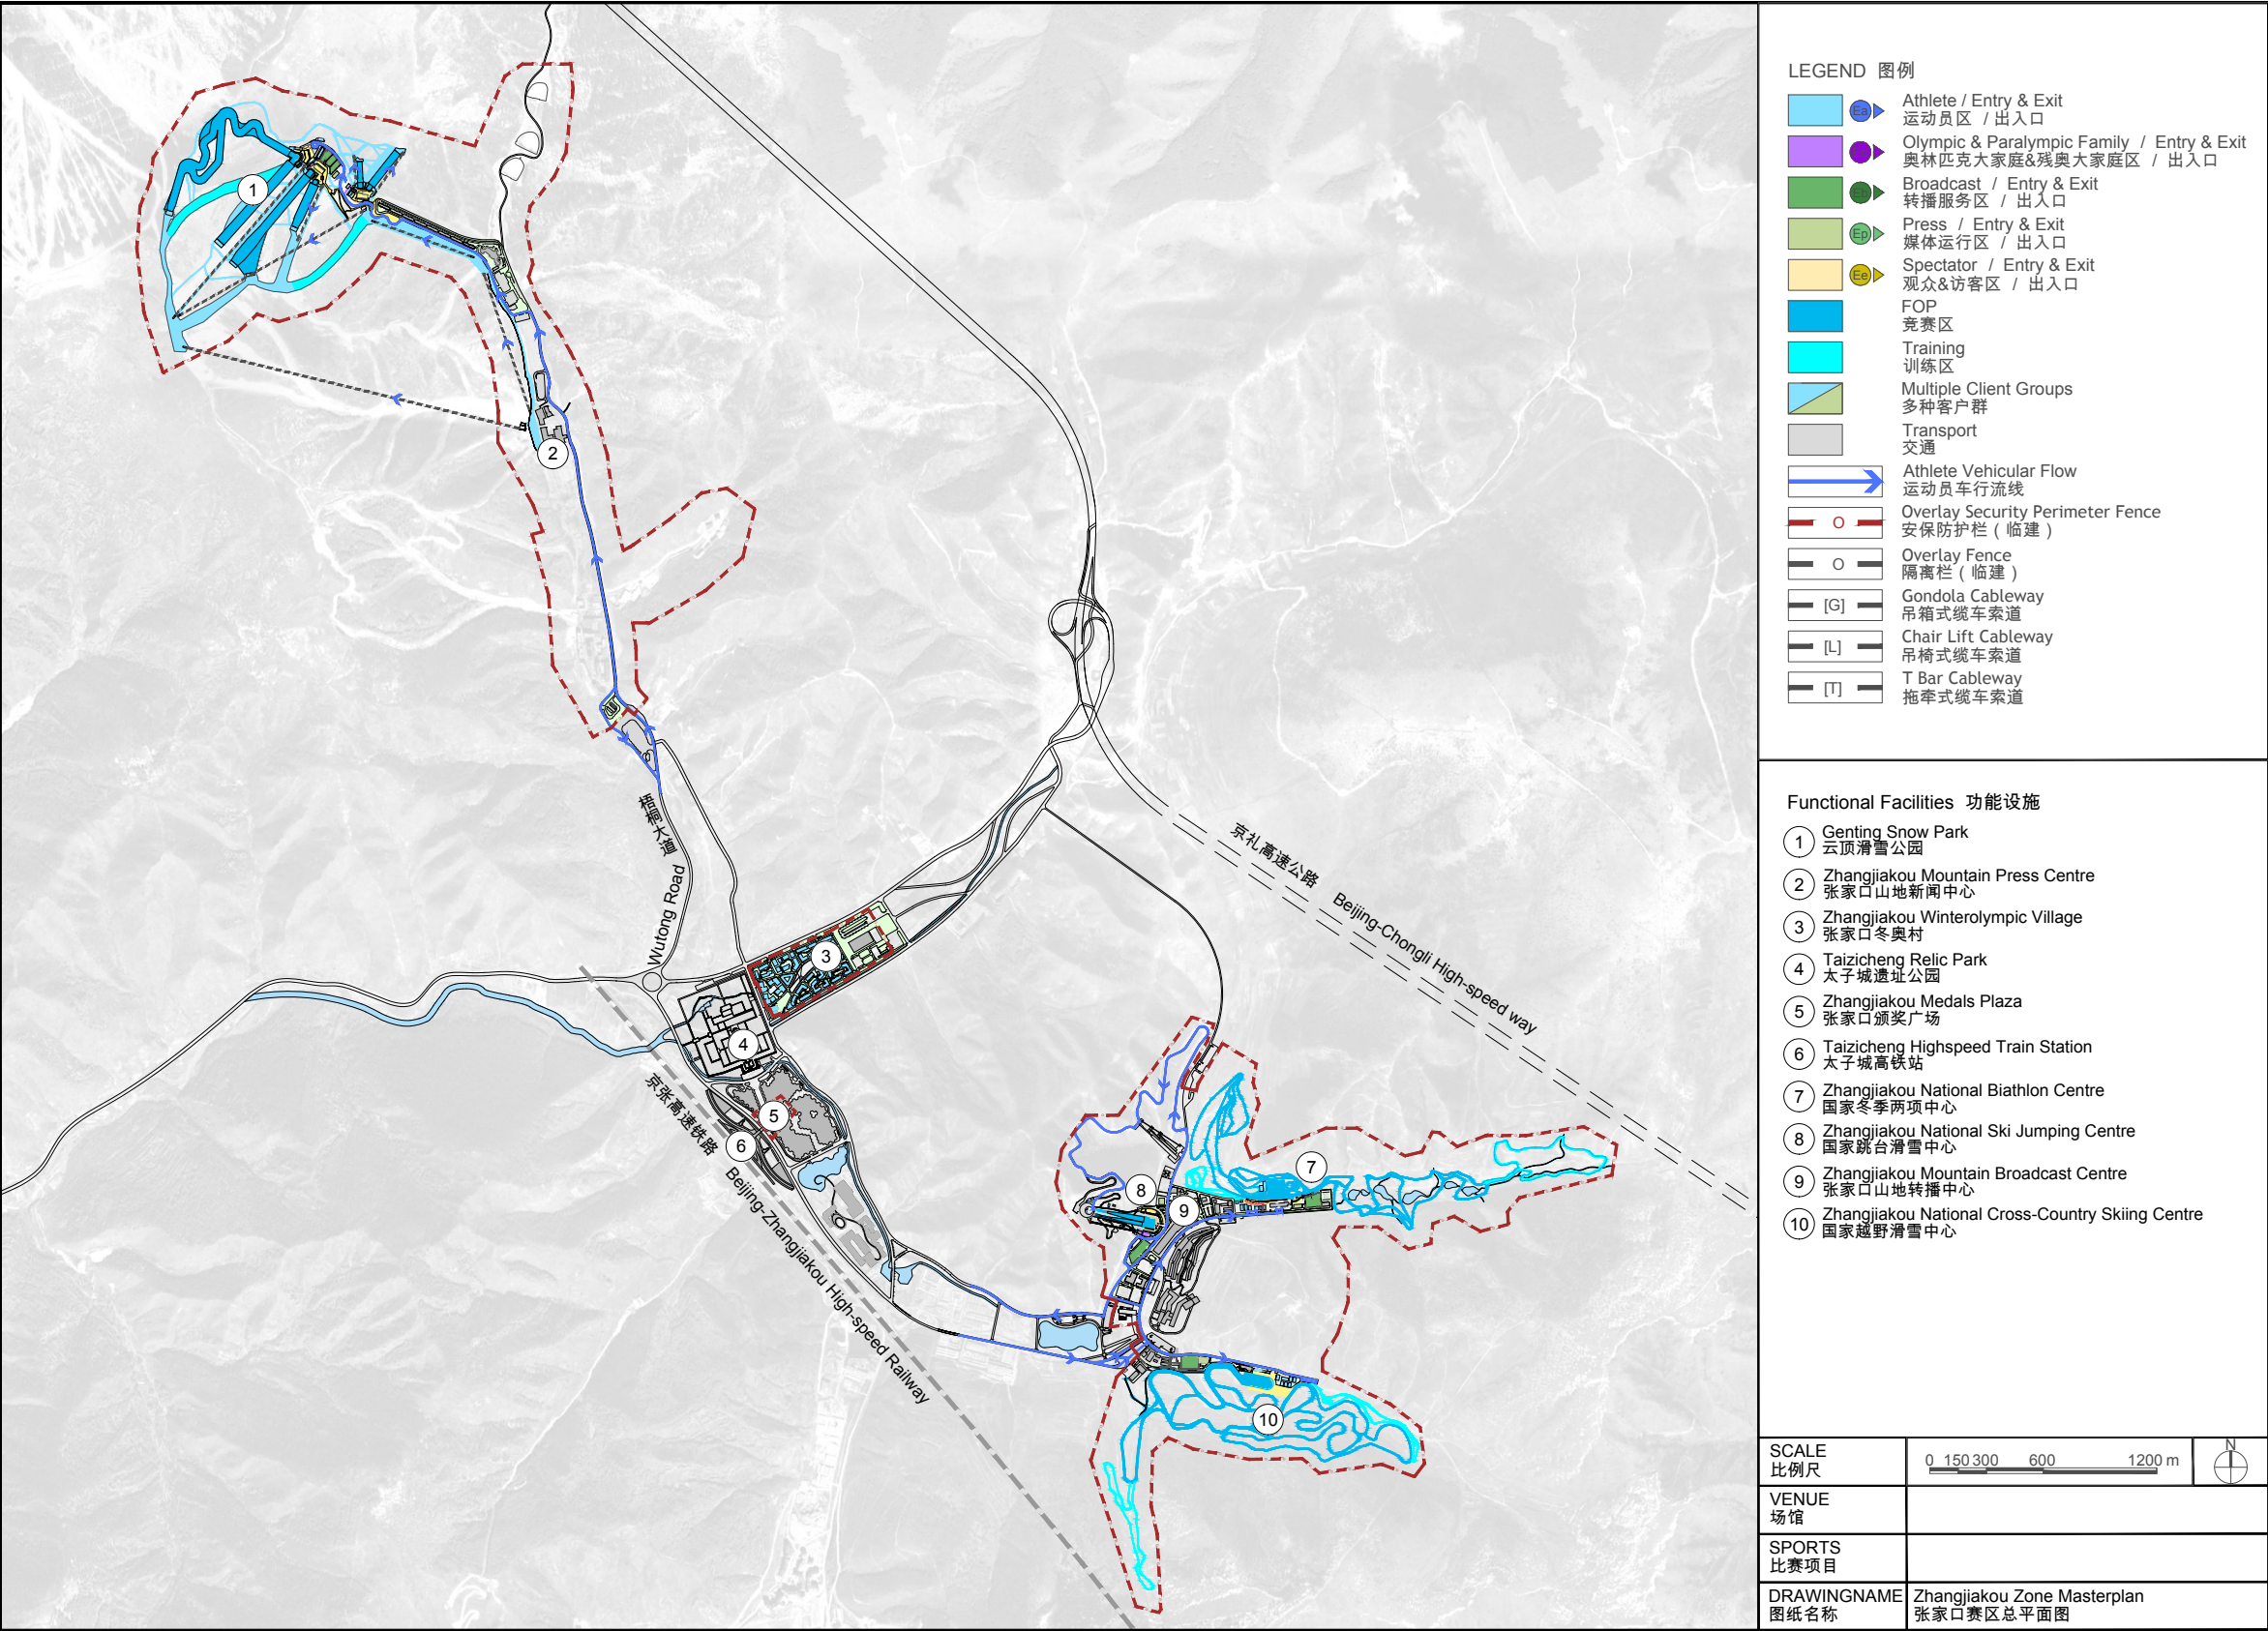 LEGEND 图例
Ea
Athlete / Entry & Exit
运动员区 / 出入口
Olympic & Paralympic Family / Entry & Exit
奥林匹克大家庭&残奥大家庭区 / 出入口
Broadcast / Entry & Exit
转播服务区 / 出入口
Ep
Press / Entry & Exit
媒体运行区 / 出入口
Ee
Spectator / Entry & Exit
观众&访客区 / 出入口
FOP
竞赛区
Training
训练区
Multiple Client Groups
多种客户群
Transport
交通
Athlete Vehicular Flow
运动员车行流线
O
Overlay Security Perimeter Fence
安保防护栏 ( 临建 )
O
Overlay Fence
隔离栏 ( 临建 )
[G]
Gondola Cableway
吊箱式缆车索道
[L]
Chair Lift Cableway
吊椅式缆车索道
[T]
T Bar Cableway
拖牵式缆车索道
Functional Facilities 功能设施
1 Genting Snow Park
云顶滑雪公园
2 Zhangjiakou Mountain Press Centre
张家口山地新闻中心
3 Zhangjiakou Winterolympic Village
张家口冬奥村
4 Taizicheng Relic Park
太子城遗址公园
5 Zhangjiakou Medals Plaza
张家口颁奖广场
6 Taizicheng Highspeed Train Station
太子城高铁站
7 Zhangjiakou National Biathlon Centre
国家冬季两项中心
8 Zhangjiakou National Ski Jumping Centre
国家跳台滑雪中心
9 Zhangjiakou Mountain Broadcast Centre
张家口山地转播中心
10 Zhangjiakou National Cross-Country Skiing Centre
国家越野滑雪中心
SCALE
比例尺
0 150 300 600 1200 m
N
VENUE
场馆
SPORTS
比赛项目
DRAWINGNAME
图纸名称
Zhangjiakou Zone Masterplan
张家口赛区总平面图
1
2
梧桐大道
Wutong Road
京礼高速公路 Beijing-Chongli High-speed way
3
4
5
6
京张高速铁路 Beijing-Zhangjiakou High-speed Railway
7
8
9
10